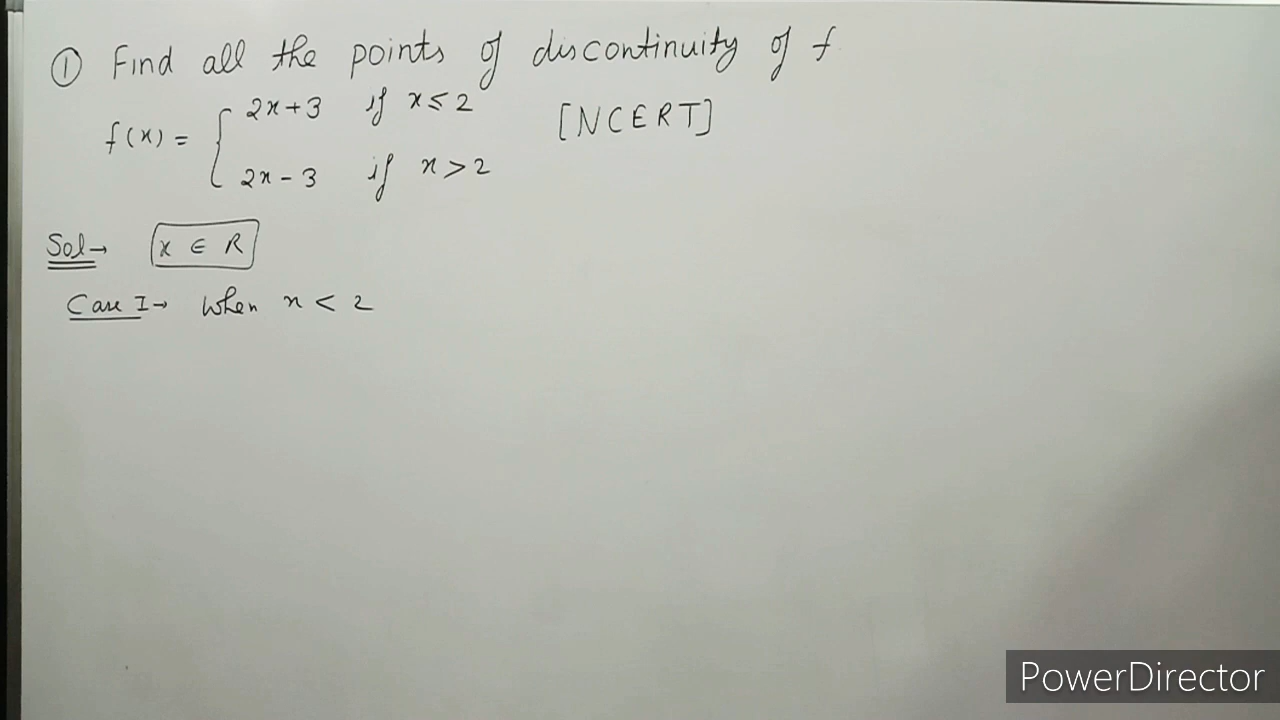 ① Find all the points of discontinuity of f
f(x) = { 2x+3 if x ≤ 2 [NCERT]
2x-3 if x > 2
Sol→ x ∈ R
Case I→ when x < 2
PowerDirector